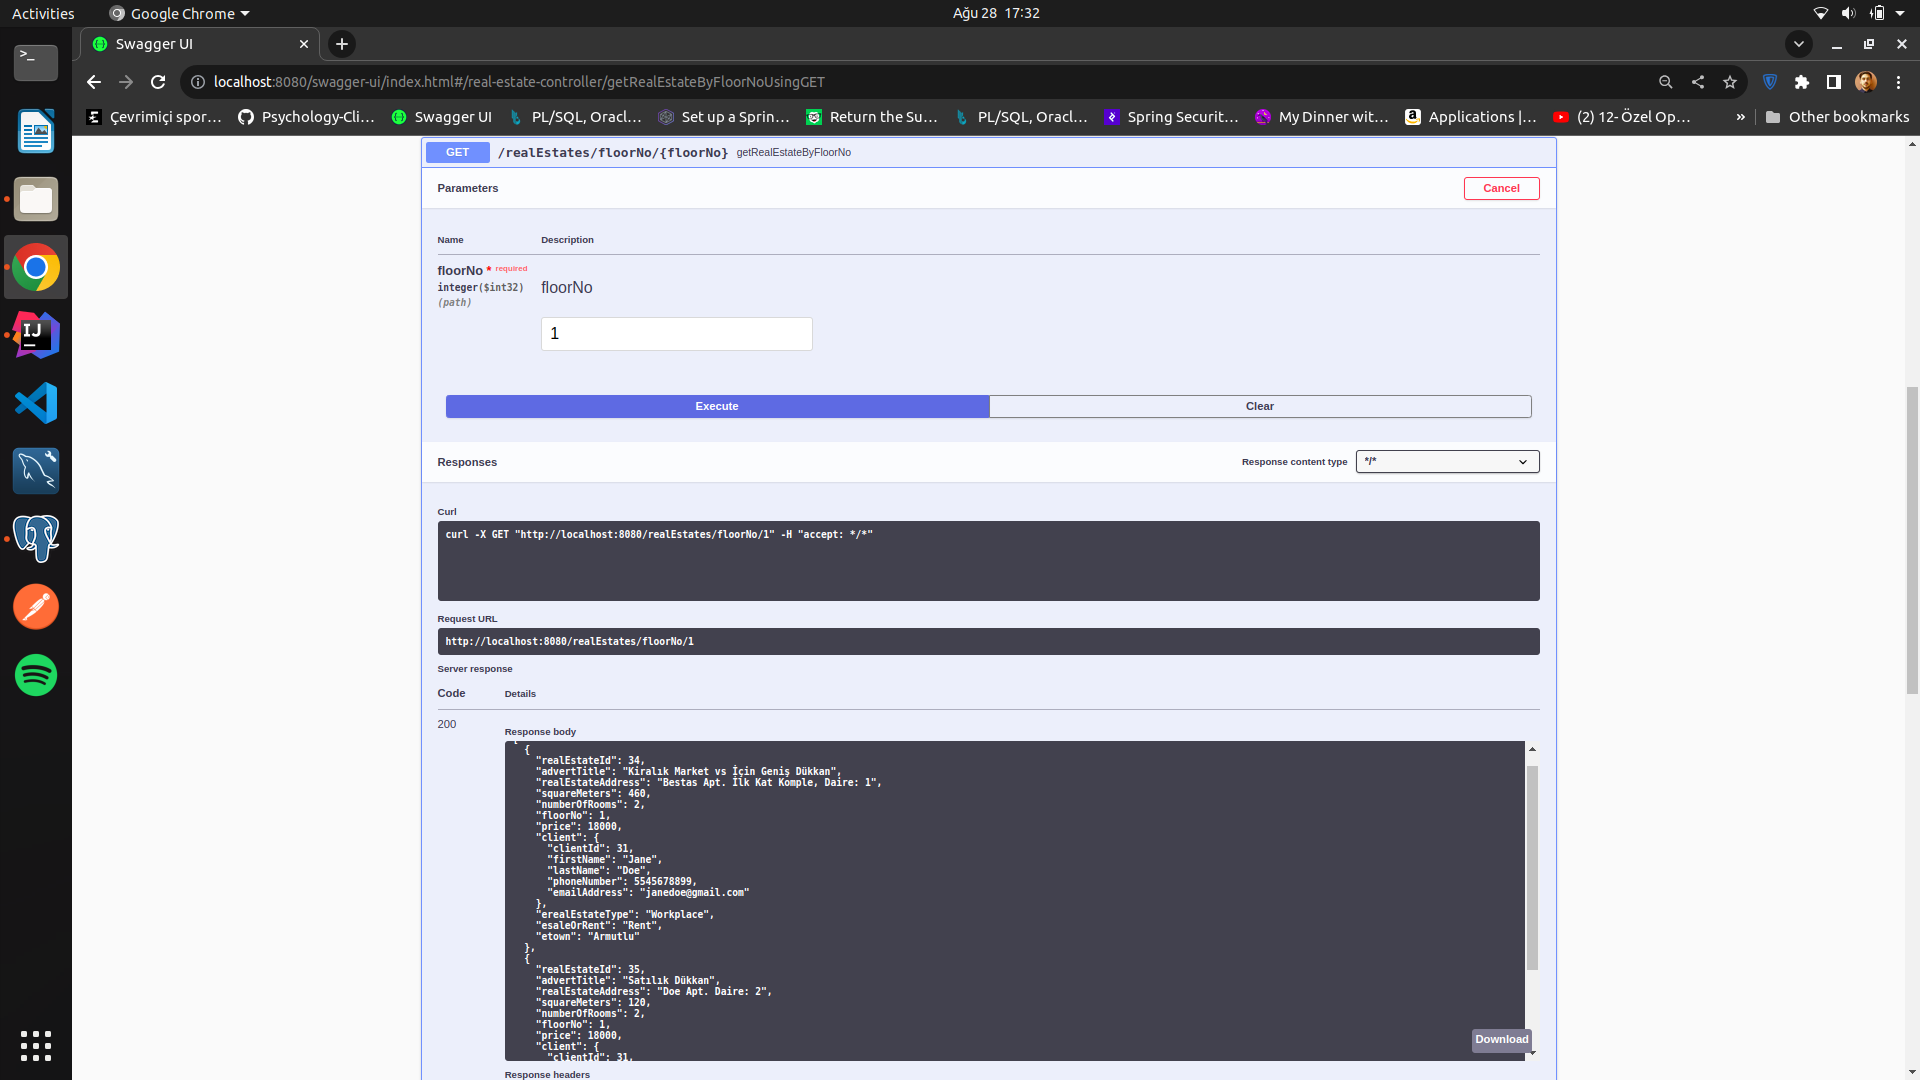 Activities
Google Chrome
Ağu 28 17:32
Swagger UI
localhost:8080/swagger-ui/index.html#/real-estate-controller/getRealEstateByFloorNoUsingGET
Çevrimiçi spor…
Psychology-Cli…
Swagger UI
PL/SQL, Oracl…
Set up a Sprin…
Return the Su…
PL/SQL, Oracl…
Spring Securit…
My Dinner wit…
Applications |…
(2) 12- Özel Op…
»
Other bookmarks
GET /realEstates/floorNo/{floorNo} getRealEstateByFloorNo
Parameters
Cancel
Name Description
floorNo * required
integer($int32)
(path)
floorNo
1
Execute
Clear
Responses
Response content type
*/*
Curl
curl -X GET "http://localhost:8080/realEstates/floorNo/1" -H "accept: */*"
Request URL
http://localhost:8080/realEstates/floorNo/1
Server response
Code Details
200
Response body
[
{
"realEstateId": 34,
"advertTitle": "Kiralık Market vs İçin Geniş Dükkan",
"realEstateAddress": "Bestas Apt. İlk Kat Komple, Daire: 1",
"squareMeters": 460,
"numberOfRooms": 2,
"floorNo": 1,
"price": 18000,
"client": {
"clientId": 31,
"firstName": "Jane",
"lastName": "Doe",
"phoneNumber": 5545678899,
"emailAddress": "janedoe@gmail.com"
},
"erealEstateType": "Workplace",
"esaleOrRent": "Rent",
"etown": "Armutlu"
},
{
"realEstateId": 35,
"advertTitle": "Satılık Dükkan",
"realEstateAddress": "Doe Apt. Daire: 2",
"squareMeters": 120,
"numberOfRooms": 2,
"floorNo": 1,
"price": 18000,
"client": {
"clientId": 31,
Download
Response headers